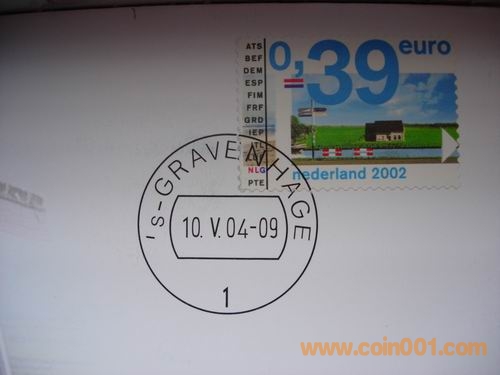 ATS
BEF
DEM
ESP
FIM
FRF
GRD
IEP
NLG
PTE
0,39 euro
nederland 2002
's-GRAVENHAGE
10. V. 04-09
1
www.coin001.com